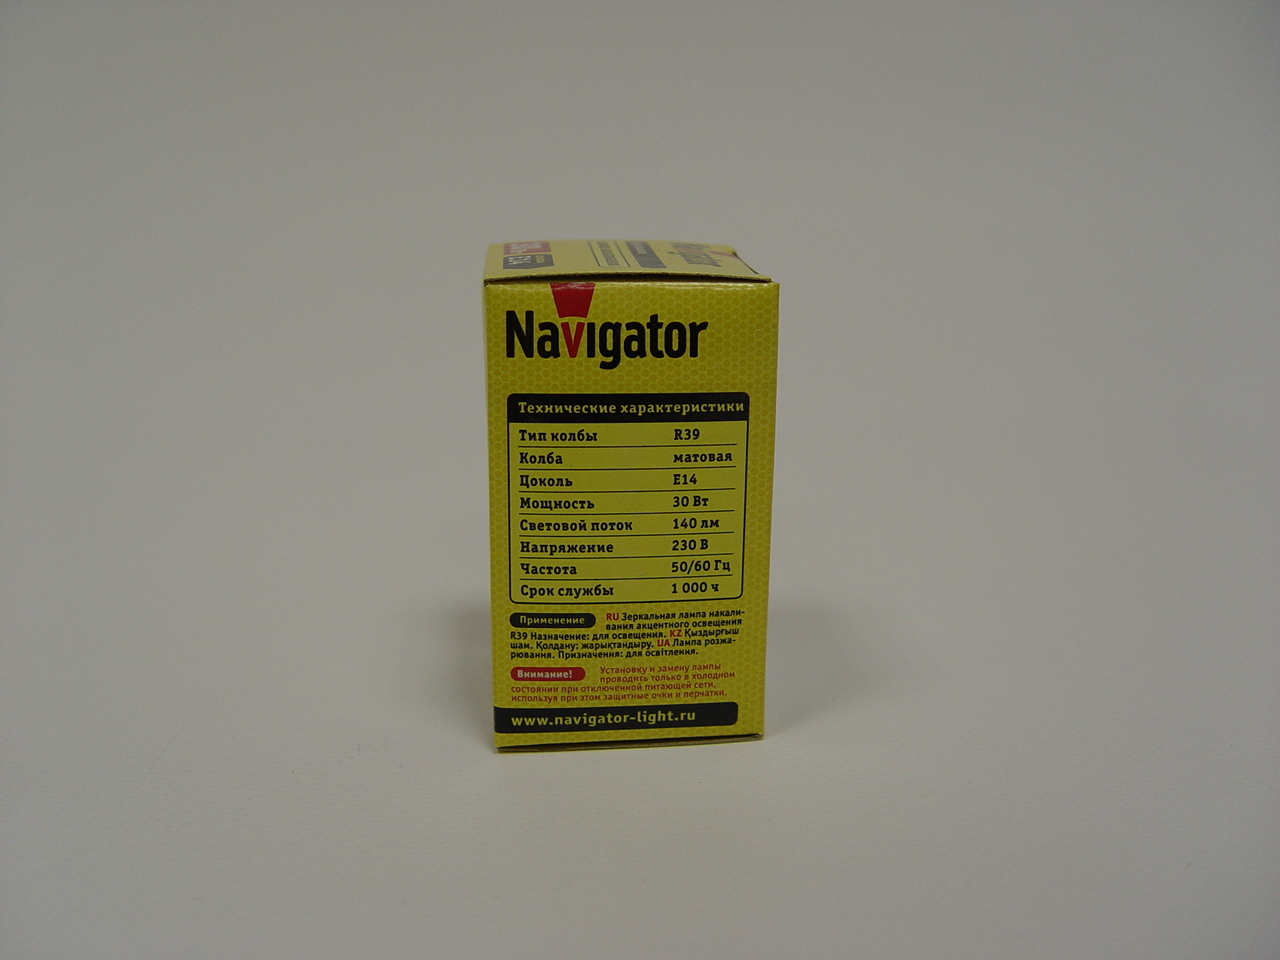 Navigator
Технические характеристики
Тип колбы R39
Колба матовая
Цоколь E14
Мощность 30 Вт
Световой поток 140 лм
Напряжение 230 В
Частота 50/60 Гц
Срок службы 1 000 ч
Применение RU Зеркальная лампа накали-
вания акцентного освещения
R39 Назначение: для освещения. KZ Қыздырғыш
шам. Қолдану: жарықтандыру. UA Лампа розжа-
рювання. Призначення: для освітлення.
Внимание! Установку и замену лампы
проводить только в холодном
состоянии при отключенной питающей сети,
используя при этом защитные очки и перчатки.
www.navigator-light.ru